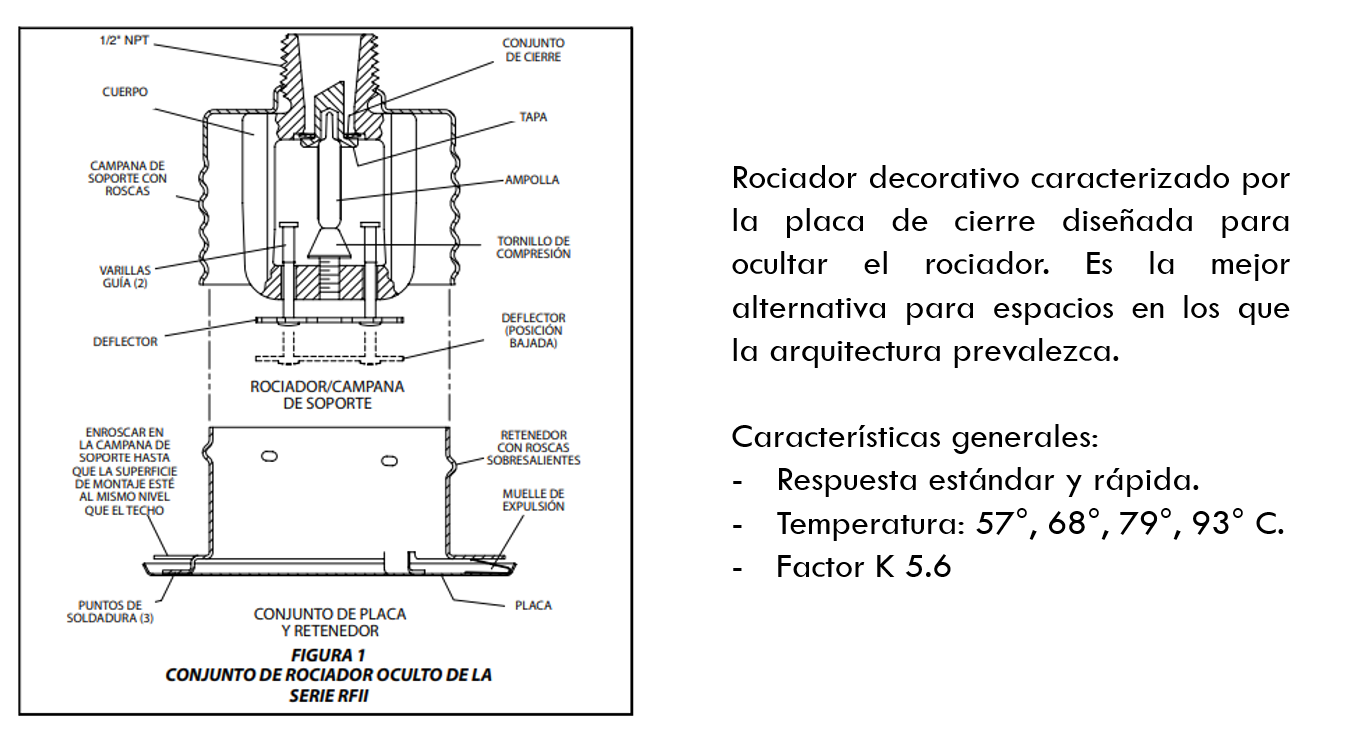 1/2" NPT
CONJUNTO
DE CIERRE
CUERPO
TAPA
CAMPANA DE
SOPORTE CON
ROSCAS
AMPOLLA
TORNILLO DE
COMPRESIÓN
VARILLAS
GUÍA (2)
DEFLECTOR
DEFLECTOR
(POSICIÓN
BAJADA)
ROCIADOR/CAMPANA
DE SOPORTE
ENROSCAR EN
LA CAMPANA DE
SOPORTE HASTA
QUE LA SUPERFICIE
DE MONTAJE ESTÉ
AL MISMO NIVEL
QUE EL TECHO
RETENEDOR
CON ROSCAS
SOBRESALIENTES
MUELLE DE
EXPULSIÓN
PUNTOS DE
SOLDADURA (3)
PLACA
CONJUNTO DE PLACA
Y RETENEDOR
FIGURA 1
CONJUNTO DE ROCIADOR OCULTO DE LA
SERIE RFII
Rociador decorativo caracterizado por
la placa de cierre diseñada para
ocultar el rociador. Es la mejor
alternativa para espacios en los que
la arquitectura prevalezca.
Características generales:
- Respuesta estándar y rápida.
- Temperatura: 57°, 68°, 79°, 93° C.
- Factor K 5.6